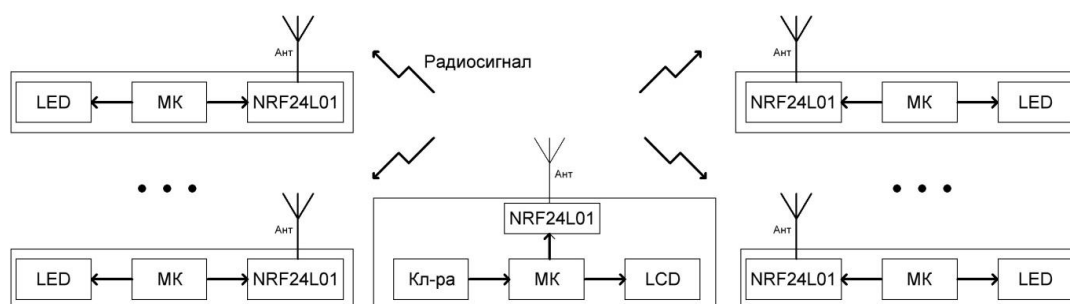 Ант
Радиосигнал
Ант
LED МК NRF24L01
NRF24L01 МК LED
Ант
Ант
Ант
NRF24L01
LED МК NRF24L01
Кл-ра МК LCD
NRF24L01 МК LED